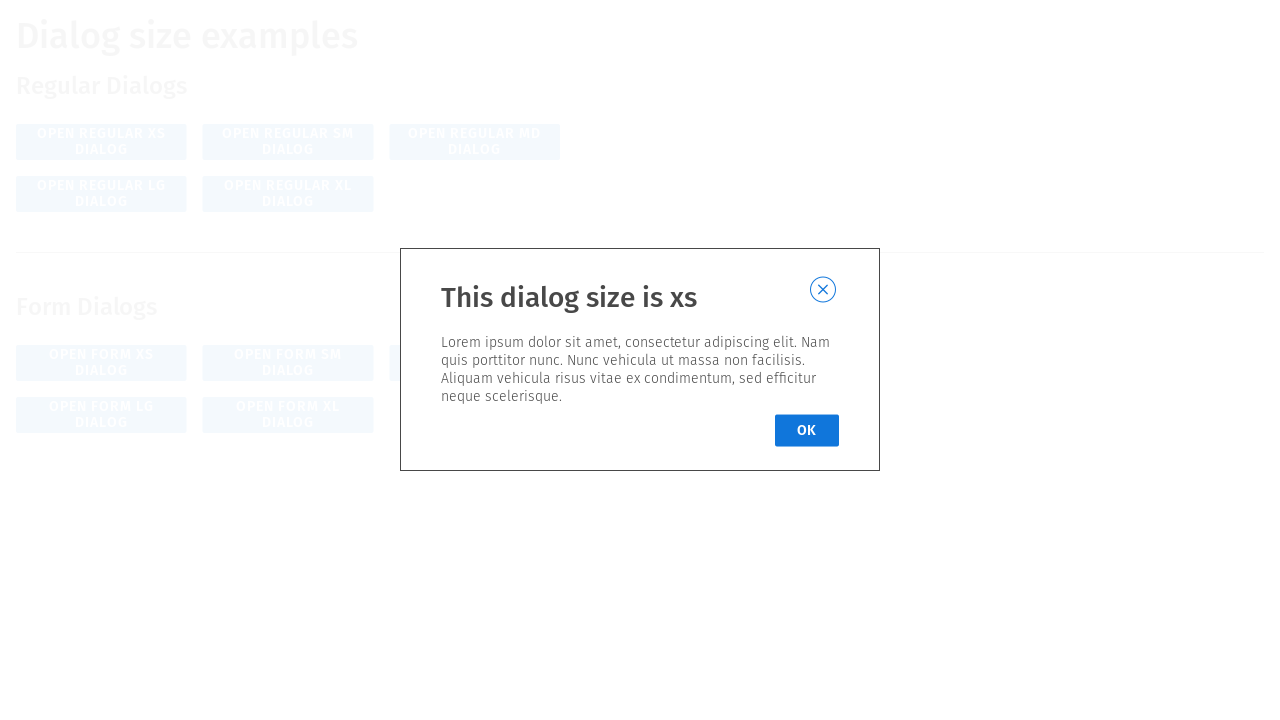 Dialog size examples
Regular Dialogs
OPEN REGULAR XS
DIALOG
OPEN REGULAR SM
DIALOG
OPEN REGULAR MD
DIALOG
OPEN REGULAR LG
DIALOG
OPEN REGULAR XL
DIALOG
Form Dialogs
OPEN FORM XS
DIALOG
OPEN FORM SM
DIALOG
OPEN FORM LG
DIALOG
OPEN FORM XL
DIALOG
This dialog size is xs
Lorem ipsum dolor sit amet, consectetur adipiscing elit. Nam
quis porttitor nunc. Nunc vehicula ut massa non facilisis.
Aliquam vehicula risus vitae ex condimentum, sed efficitur
neque scelerisque.
OK